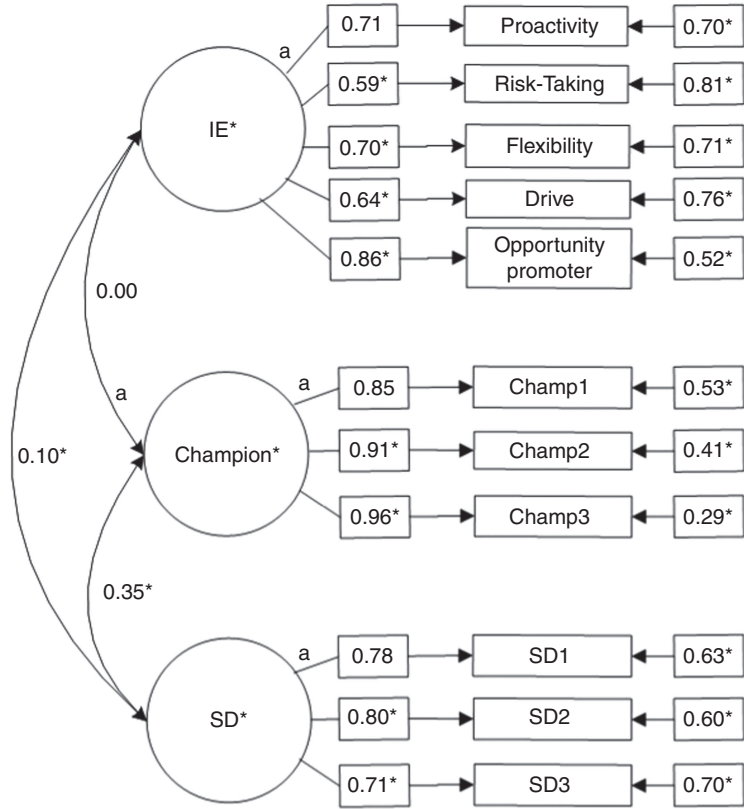 a
0.71
Proactivity
0.70*
0.59*
Risk-Taking
0.81*
IE*
0.70*
Flexibility
0.71*
0.64*
Drive
0.76*
0.86*
Opportunity
promoter
0.52*
0.00
a
0.10*
a
0.85
Champ1
0.53*
Champion*
0.91*
Champ2
0.41*
0.96*
Champ3
0.29*
0.35*
a
0.78
SD1
0.63*
SD*
0.80*
SD2
0.60*
0.71*
SD3
0.70*